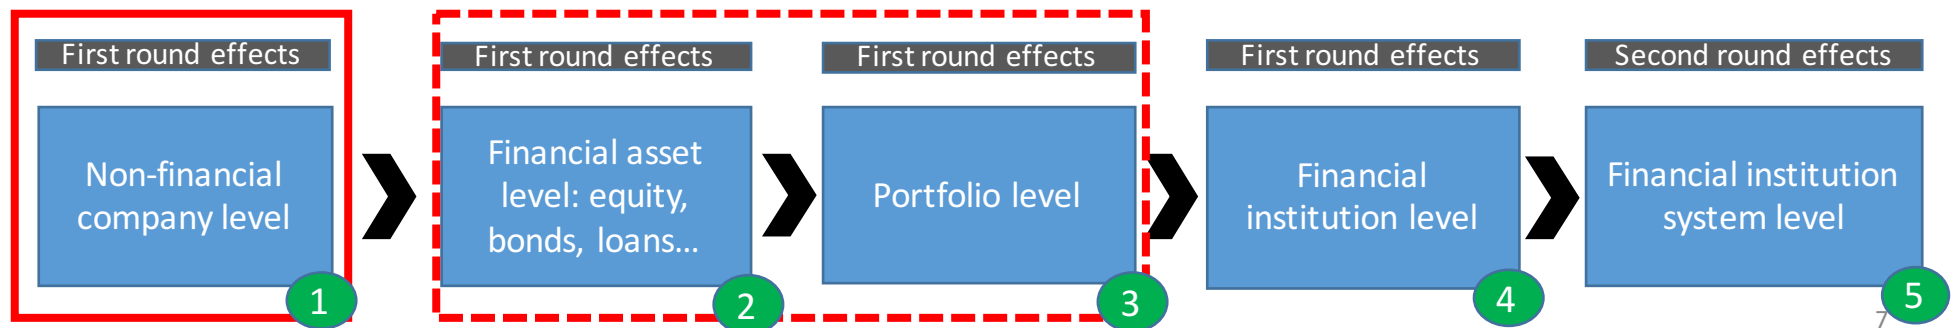 First round effects
First round effects
First round effects
First round effects
Second round effects
Non-financial
company level
1
Financial asset
level: equity,
bonds, loans...
2
Portfolio level
3
Financial
institution level
4
Financial institution
system level
5
7